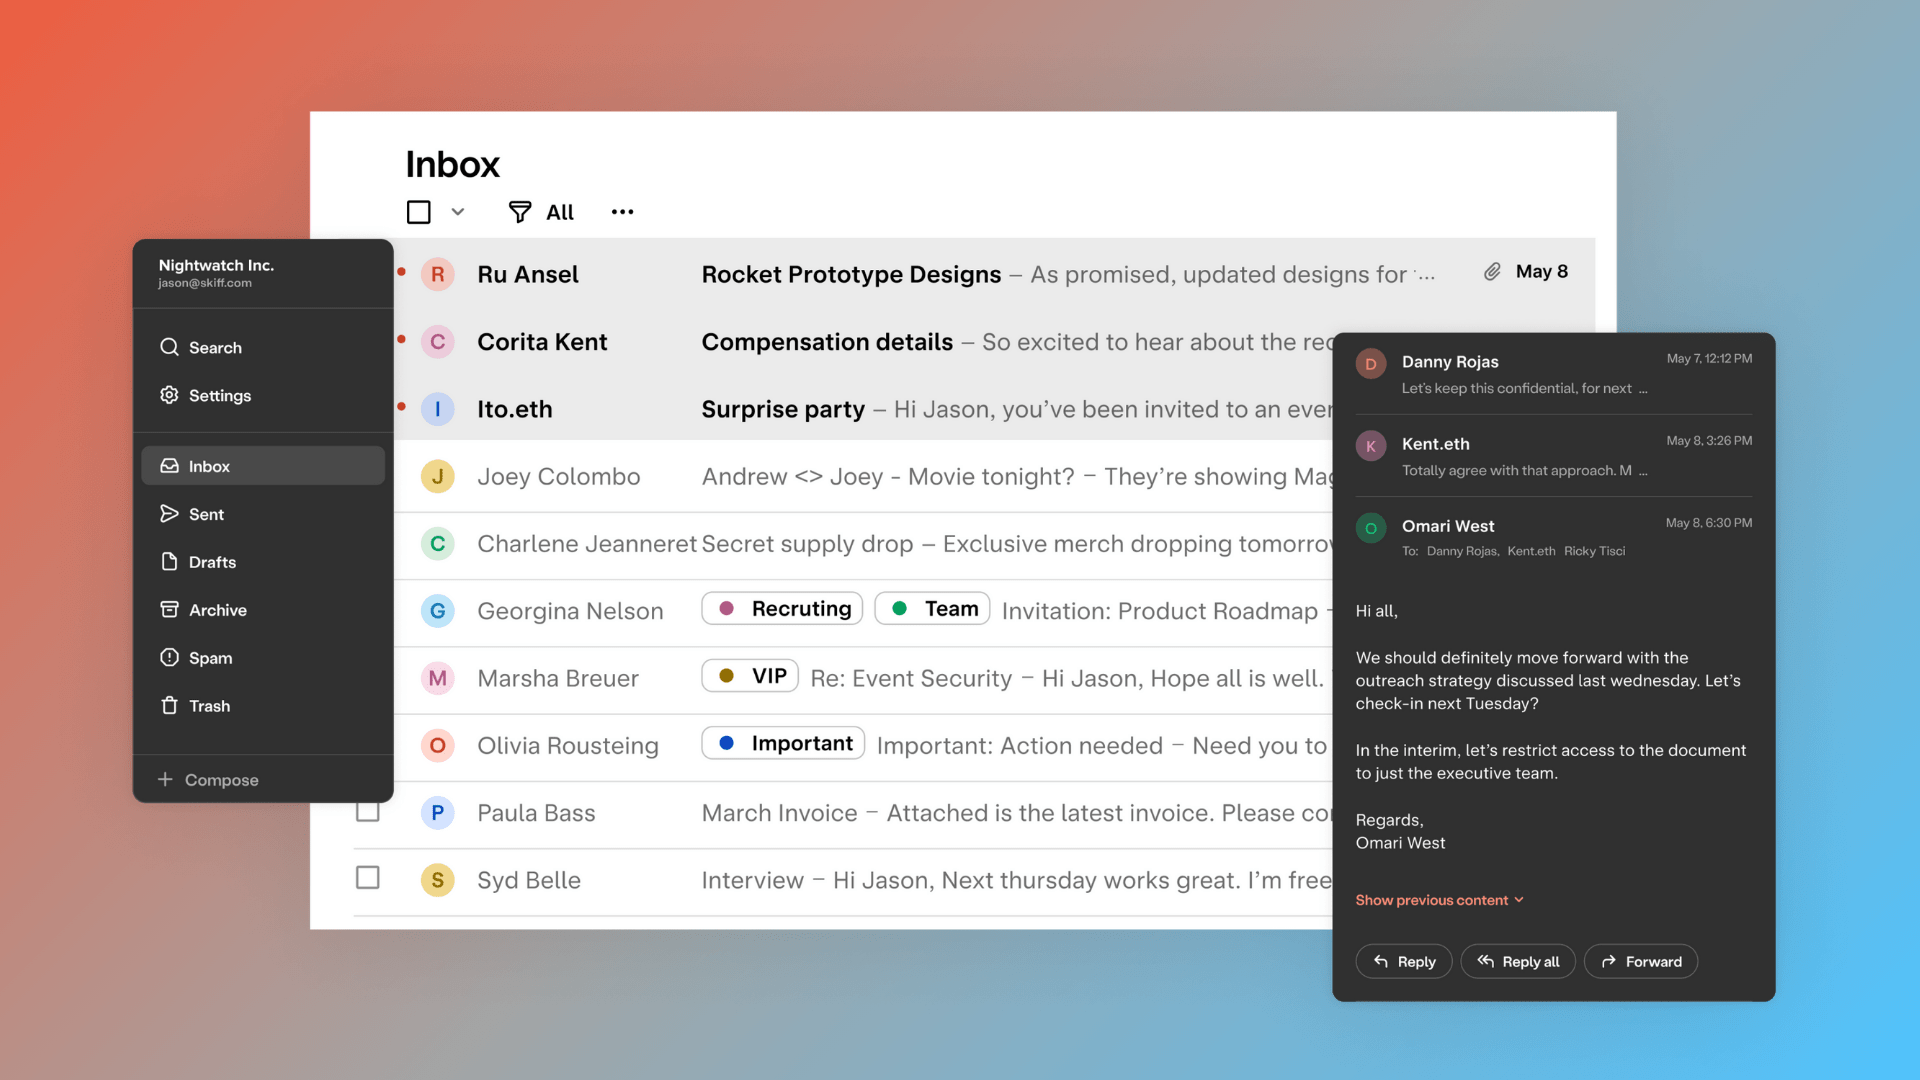 Inbox
All
Nightwatch Inc.
jason@skiff.com
Search
Settings
Inbox
Sent
Drafts
Archive
Spam
Trash
Compose
R Ru Ansel Rocket Prototype Designs – As promised, updated designs for ... May 8
C Corita Kent Compensation details – So excited to hear about the
I Ito.eth Surprise party – Hi Jason, you’ve been invited to an
J Joey Colombo Andrew <> Joey - Movie tonight? – They’re showing
C Charlene Jeanneret Secret supply drop – Exclusive merch dropping
G Georgina Nelson Recruting Team Invitation: Product Roadmap –
M Marsha Breuer VIP Re: Event Security – Hi Jason, Hope all is well.
O Olivia Rousteing Important Important: Action needed – Need you to
P Paula Bass March Invoice – Attached is the latest invoice. Please
S Syd Belle Interview – Hi Jason, Next thursday works great. I’m free
D Danny Rojas May 7, 12:12 PM
Let’s keep this confidential, for next ...
K Kent.eth May 8, 3:26 PM
Totally agree with that approach. M ...
O Omari West May 8, 6:30 PM
To: Danny Rojas, Kent.eth Ricky Tisci
Hi all,
We should definitely move forward with the
outreach strategy discussed last wednesday. Let’s
check-in next Tuesday?
In the interim, let’s restrict access to the document
to just the executive team.
Regards,
Omari West
Show previous content
Reply Reply all Forward